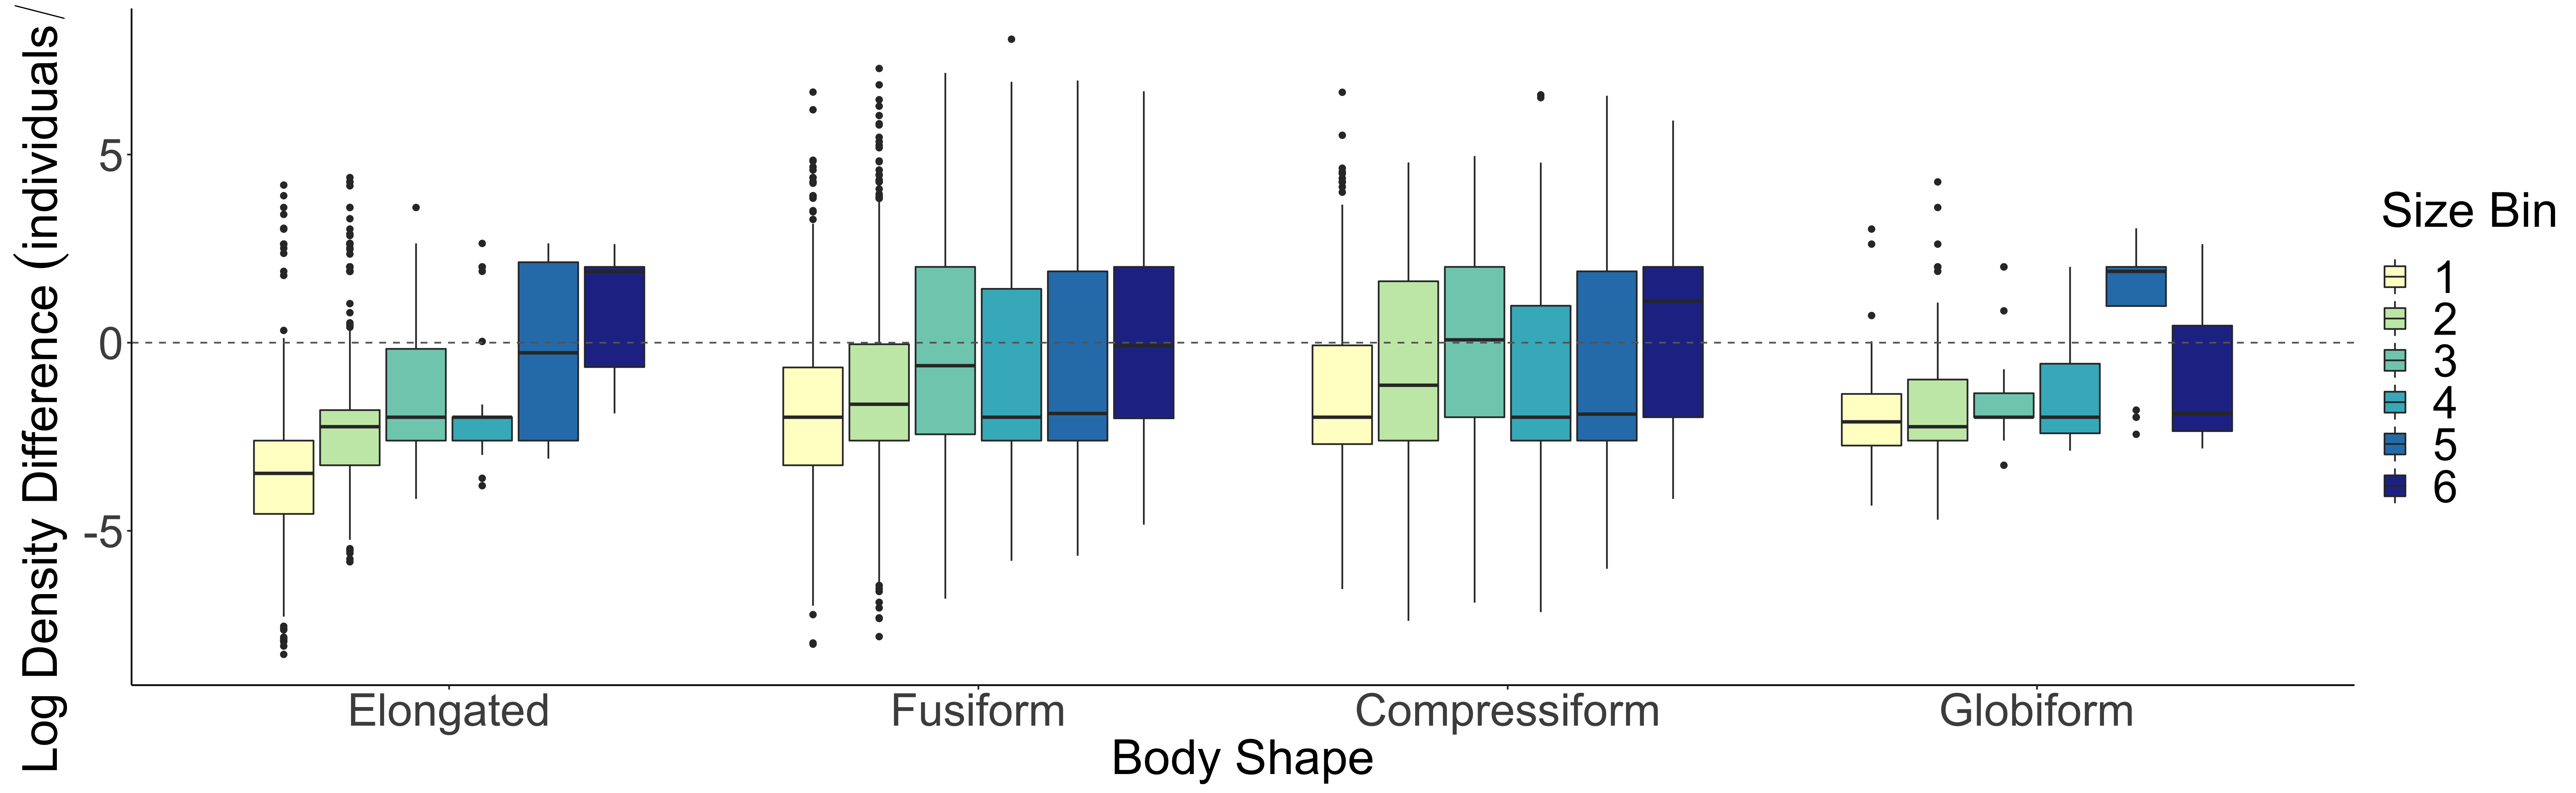 Log Density Difference (individuals /
5
0
-5
Elongated Fusiform Compressiform Globiform
Body Shape
Size Bin
1
2
3
4
5
6